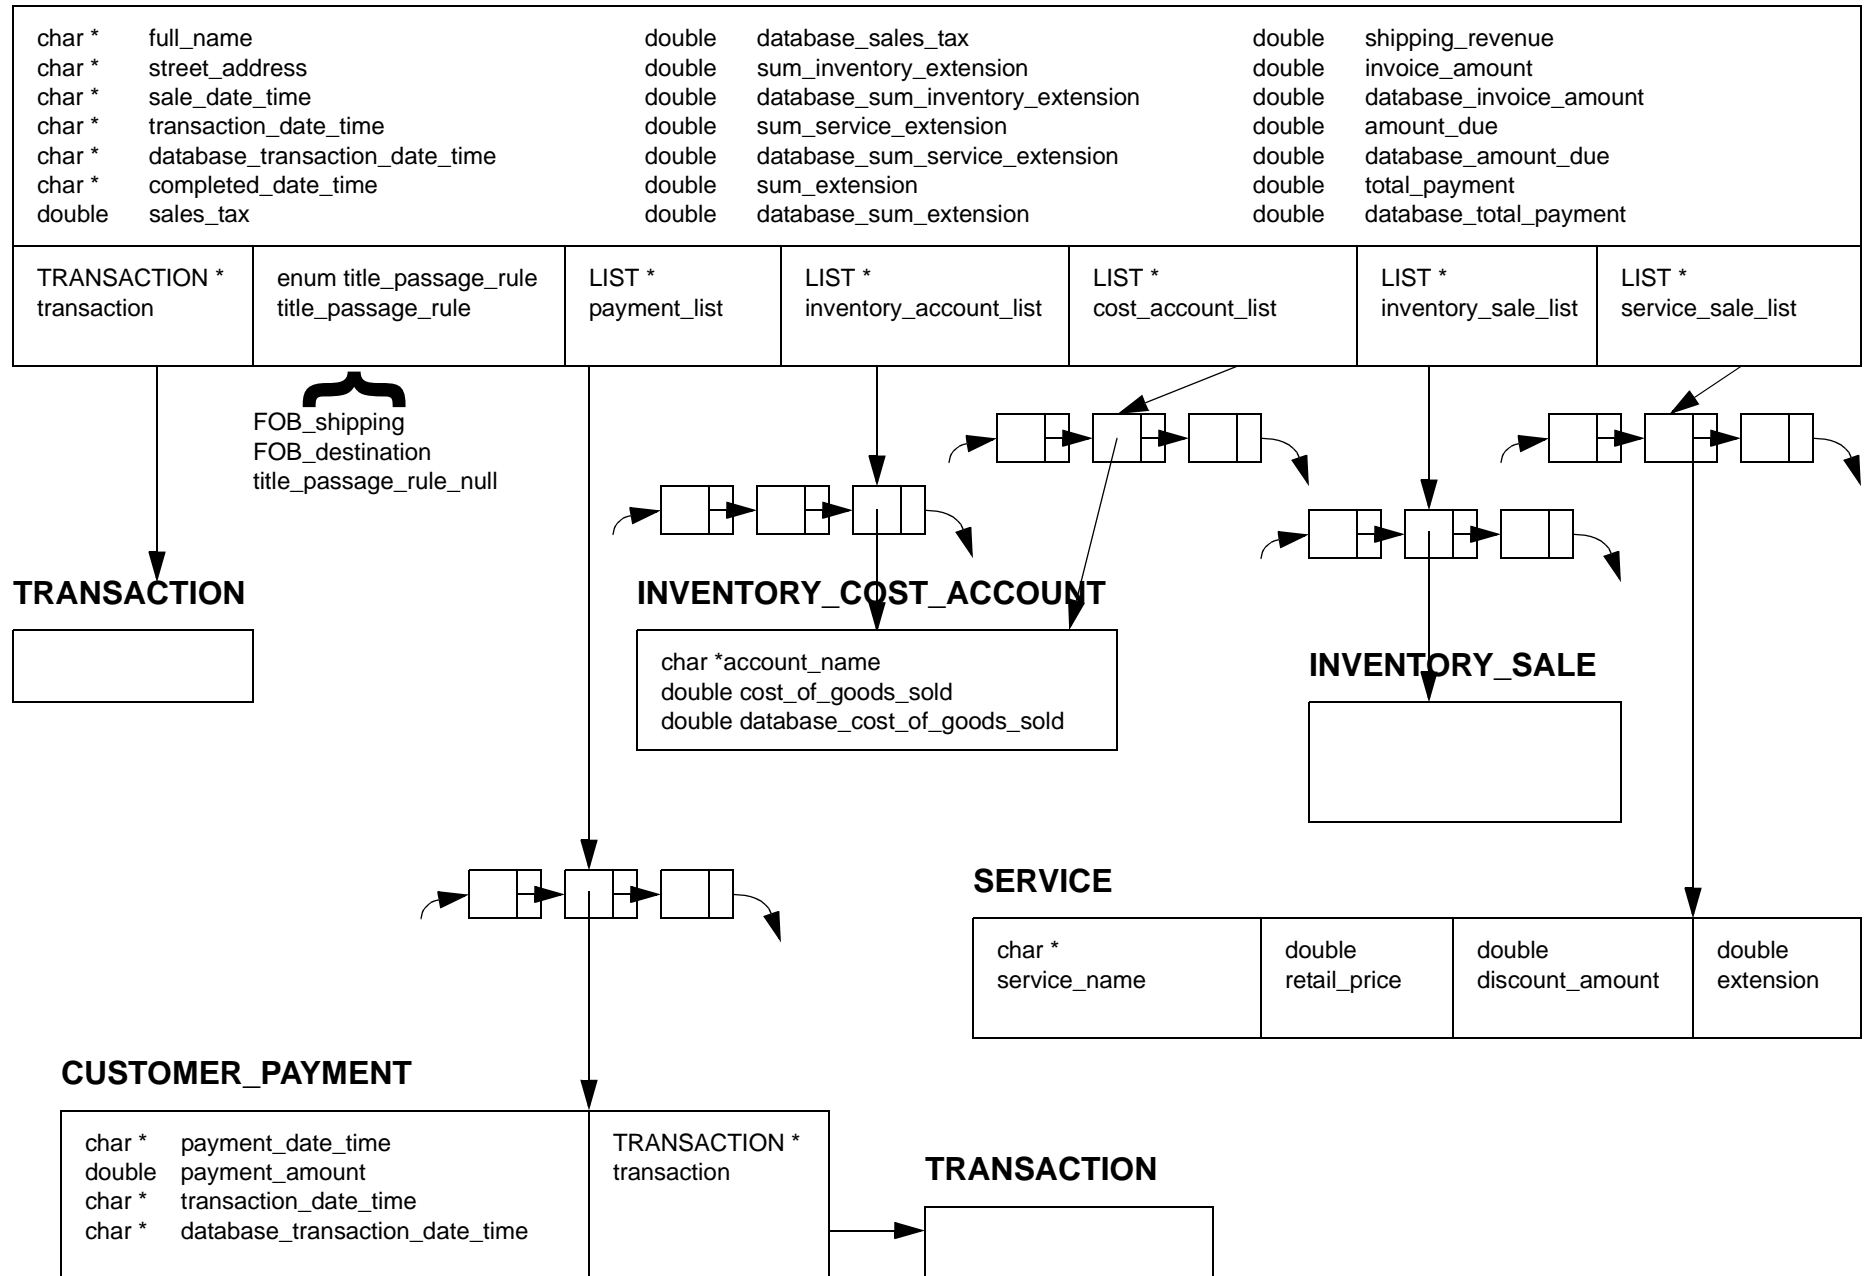 char * full_name double database_sales_tax double shipping_revenue
char * street_address double sum_inventory_extension double invoice_amount
char * sale_date_time double database_sum_inventory_extension double database_invoice_amount
char * transaction_date_time double sum_service_extension double amount_due
char * database_transaction_date_time double database_sum_service_extension double database_amount_due
char * completed_date_time double sum_extension double total_payment
double sales_tax double database_sum_extension double database_total_payment
TRANSACTION * enum title_passage_rule LIST * LIST * LIST * LIST * LIST *
transaction title_passage_rule payment_list inventory_account_list cost_account_list inventory_sale_list service_sale_list
FOB_shipping
FOB_destination
title_passage_rule_null
TRANSACTION INVENTORY_COST_ACCOUNT
char *account_name
double cost_of_goods_sold
double database_cost_of_goods_sold
INVENTORY_SALE
SERVICE
char * double double double
service_name retail_price discount_amount extension
CUSTOMER_PAYMENT
char * payment_date_time TRANSACTION *
double payment_amount transaction
char * transaction_date_time
char * database_transaction_date_time
TRANSACTION